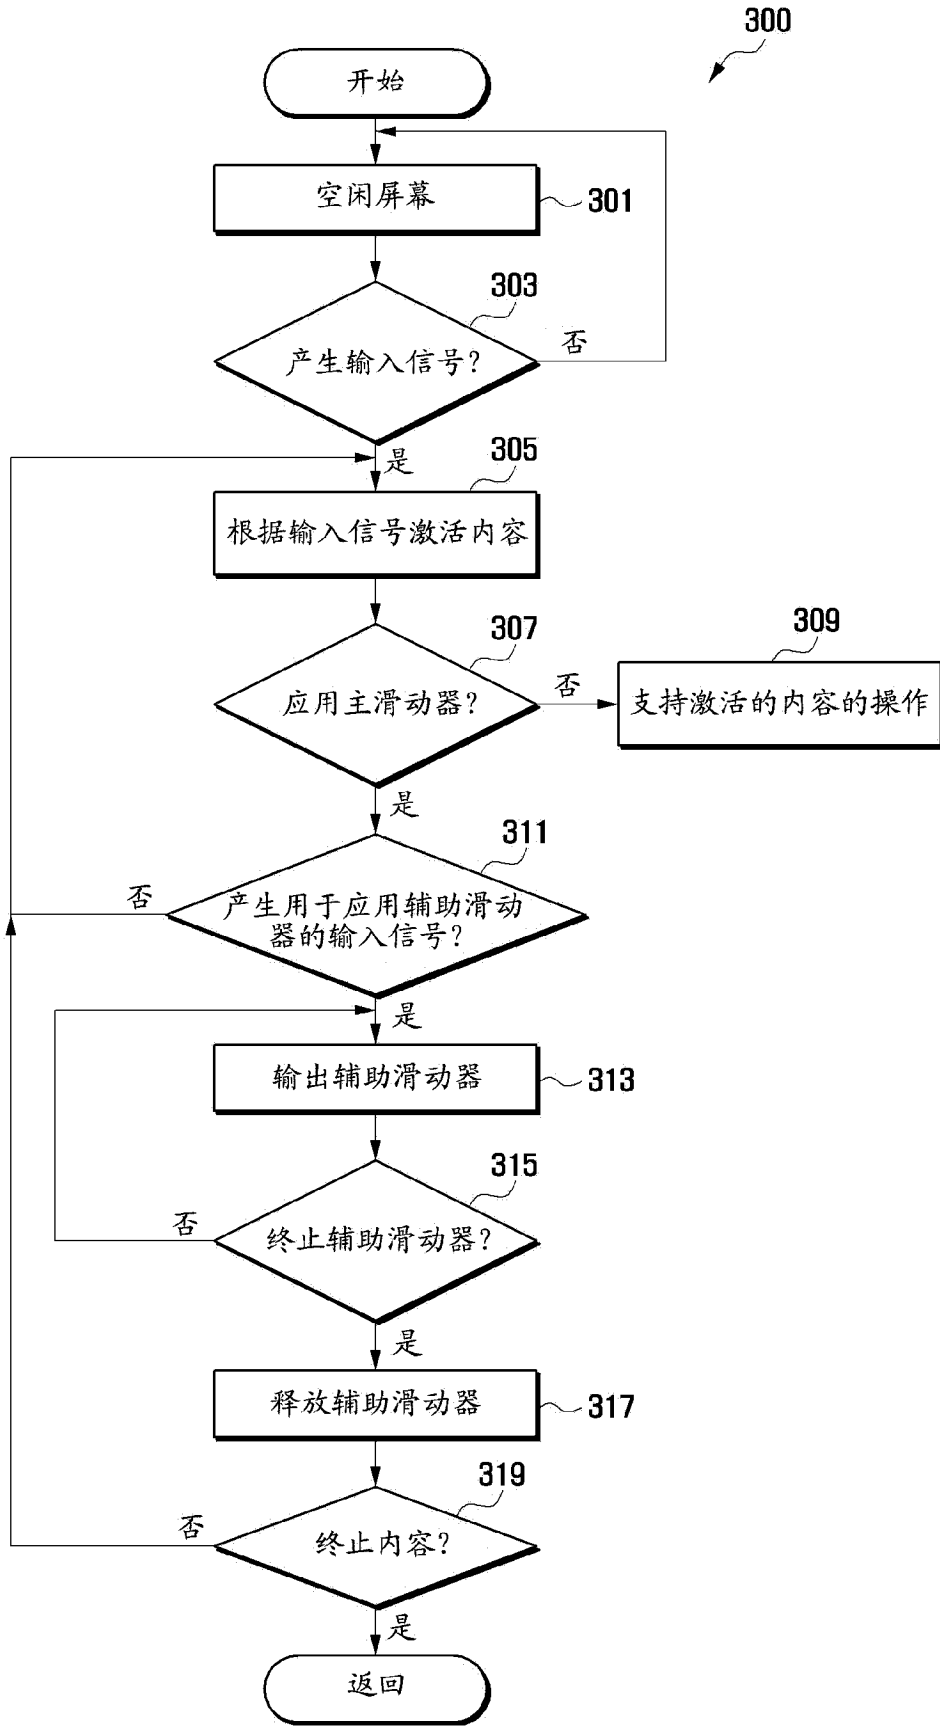 300
开始
空闲屏幕
301
303
产生输入信号?
否
是
305
根据输入信号激活内容
307
应用主滑动器?
否
309
支持激活的内容的操作
是
311
产生用于应用辅助滑动
器的输入信号?
否
是
输出辅助滑动器
313
315
终止辅助滑动器?
否
是
释放辅助滑动器
317
319
终止内容?
否
是
返回